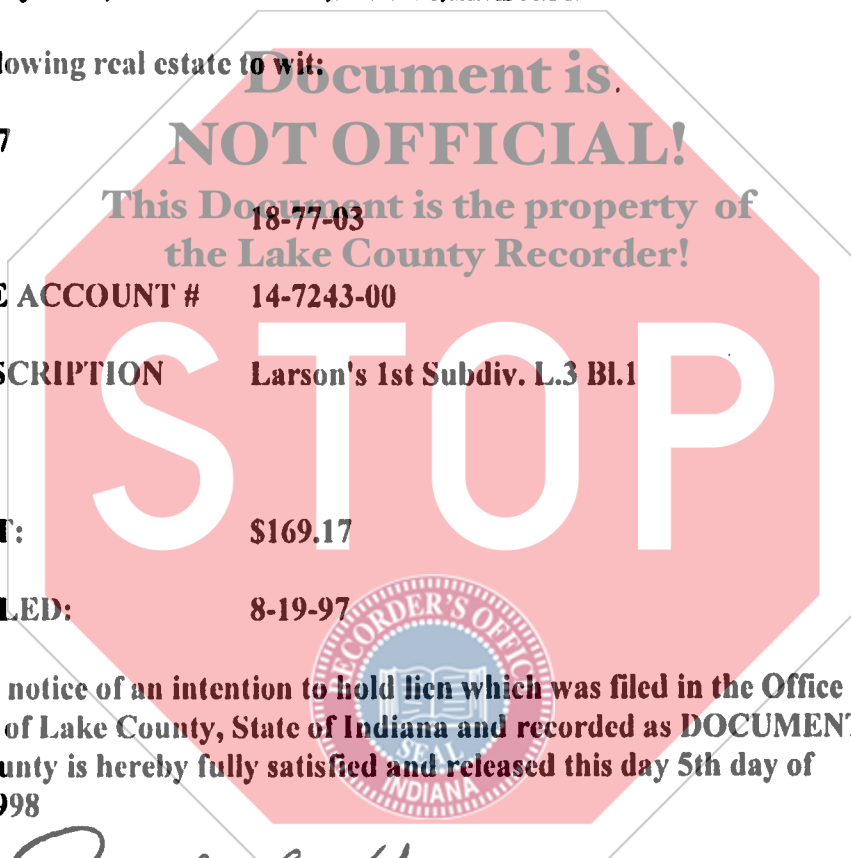 lowing real estate to wit:
Document is
NOT OFFICIAL!
7
This Document is the property of
18-77-03
the Lake County Recorder!
E ACCOUNT # 14-7243-00
SCRIPTION Larson's 1st Subdiv. L.3 Bl.1
STOP
T: $169.17
LED: 8-19-97
RECORDER'S OFFICE
notice of an intention to hold lien which was filed in the Office
of Lake County, State of Indiana and recorded as DOCUMENT
SEAL
unty is hereby fully satisfied and released this day 5th day of
INDIANA
998